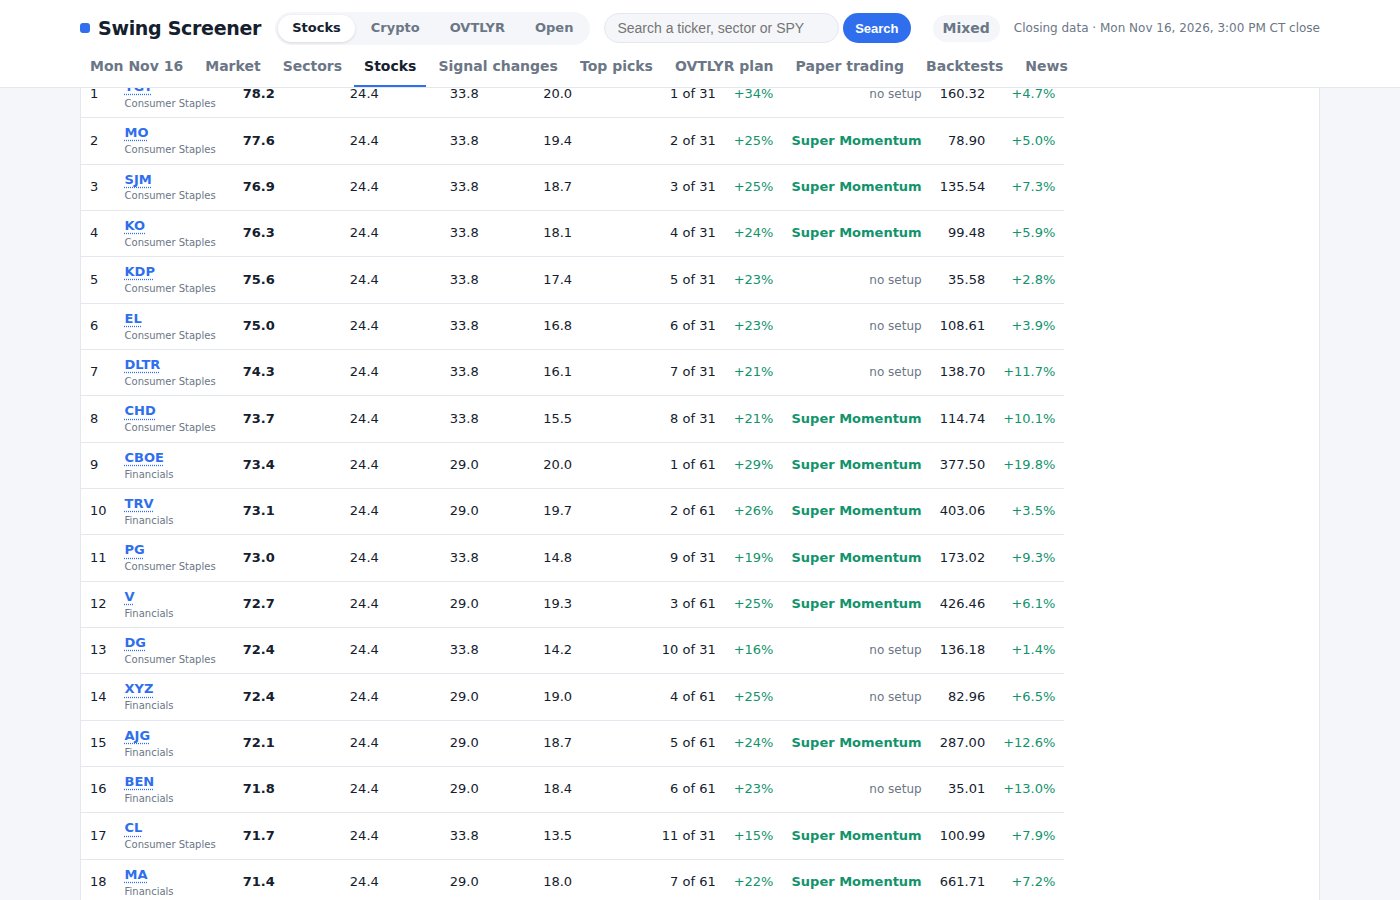 Swing Screener Stocks Crypto OVTLYR Open Search a ticker, sector or SPY Search Mixed Closing data · Mon Nov 16, 2026, 3:00 PM CT close
Mon Nov 16 Market Sectors Stocks Signal changes Top picks OVTLYR plan Paper trading Backtests News
1 78.2 24.4 33.8 20.0 1 of 31 +34% no setup 160.32 +4.7%
Consumer Staples
2 MO 77.6 24.4 33.8 19.4 2 of 31 +25% Super Momentum 78.90 +5.0%
Consumer Staples
3 SJM 76.9 24.4 33.8 18.7 3 of 31 +25% Super Momentum 135.54 +7.3%
Consumer Staples
4 KO 76.3 24.4 33.8 18.1 4 of 31 +24% Super Momentum 99.48 +5.9%
Consumer Staples
5 KDP 75.6 24.4 33.8 17.4 5 of 31 +23% no setup 35.58 +2.8%
Consumer Staples
6 EL 75.0 24.4 33.8 16.8 6 of 31 +23% no setup 108.61 +3.9%
Consumer Staples
7 DLTR 74.3 24.4 33.8 16.1 7 of 31 +21% no setup 138.70 +11.7%
Consumer Staples
8 CHD 73.7 24.4 33.8 15.5 8 of 31 +21% Super Momentum 114.74 +10.1%
Consumer Staples
9 CBOE 73.4 24.4 29.0 20.0 1 of 61 +29% Super Momentum 377.50 +19.8%
Financials
10 TRV 73.1 24.4 29.0 19.7 2 of 61 +26% Super Momentum 403.06 +3.5%
Financials
11 PG 73.0 24.4 33.8 14.8 9 of 31 +19% Super Momentum 173.02 +9.3%
Consumer Staples
12 V 72.7 24.4 29.0 19.3 3 of 61 +25% Super Momentum 426.46 +6.1%
Financials
13 DG 72.4 24.4 33.8 14.2 10 of 31 +16% no setup 136.18 +1.4%
Consumer Staples
14 XYZ 72.4 24.4 29.0 19.0 4 of 61 +25% no setup 82.96 +6.5%
Financials
15 AJG 72.1 24.4 29.0 18.7 5 of 61 +24% Super Momentum 287.00 +12.6%
Financials
16 BEN 71.8 24.4 29.0 18.4 6 of 61 +23% no setup 35.01 +13.0%
Financials
17 CL 71.7 24.4 33.8 13.5 11 of 31 +15% Super Momentum 100.99 +7.9%
Consumer Staples
18 MA 71.4 24.4 29.0 18.0 7 of 61 +22% Super Momentum 661.71 +7.2%
Financials